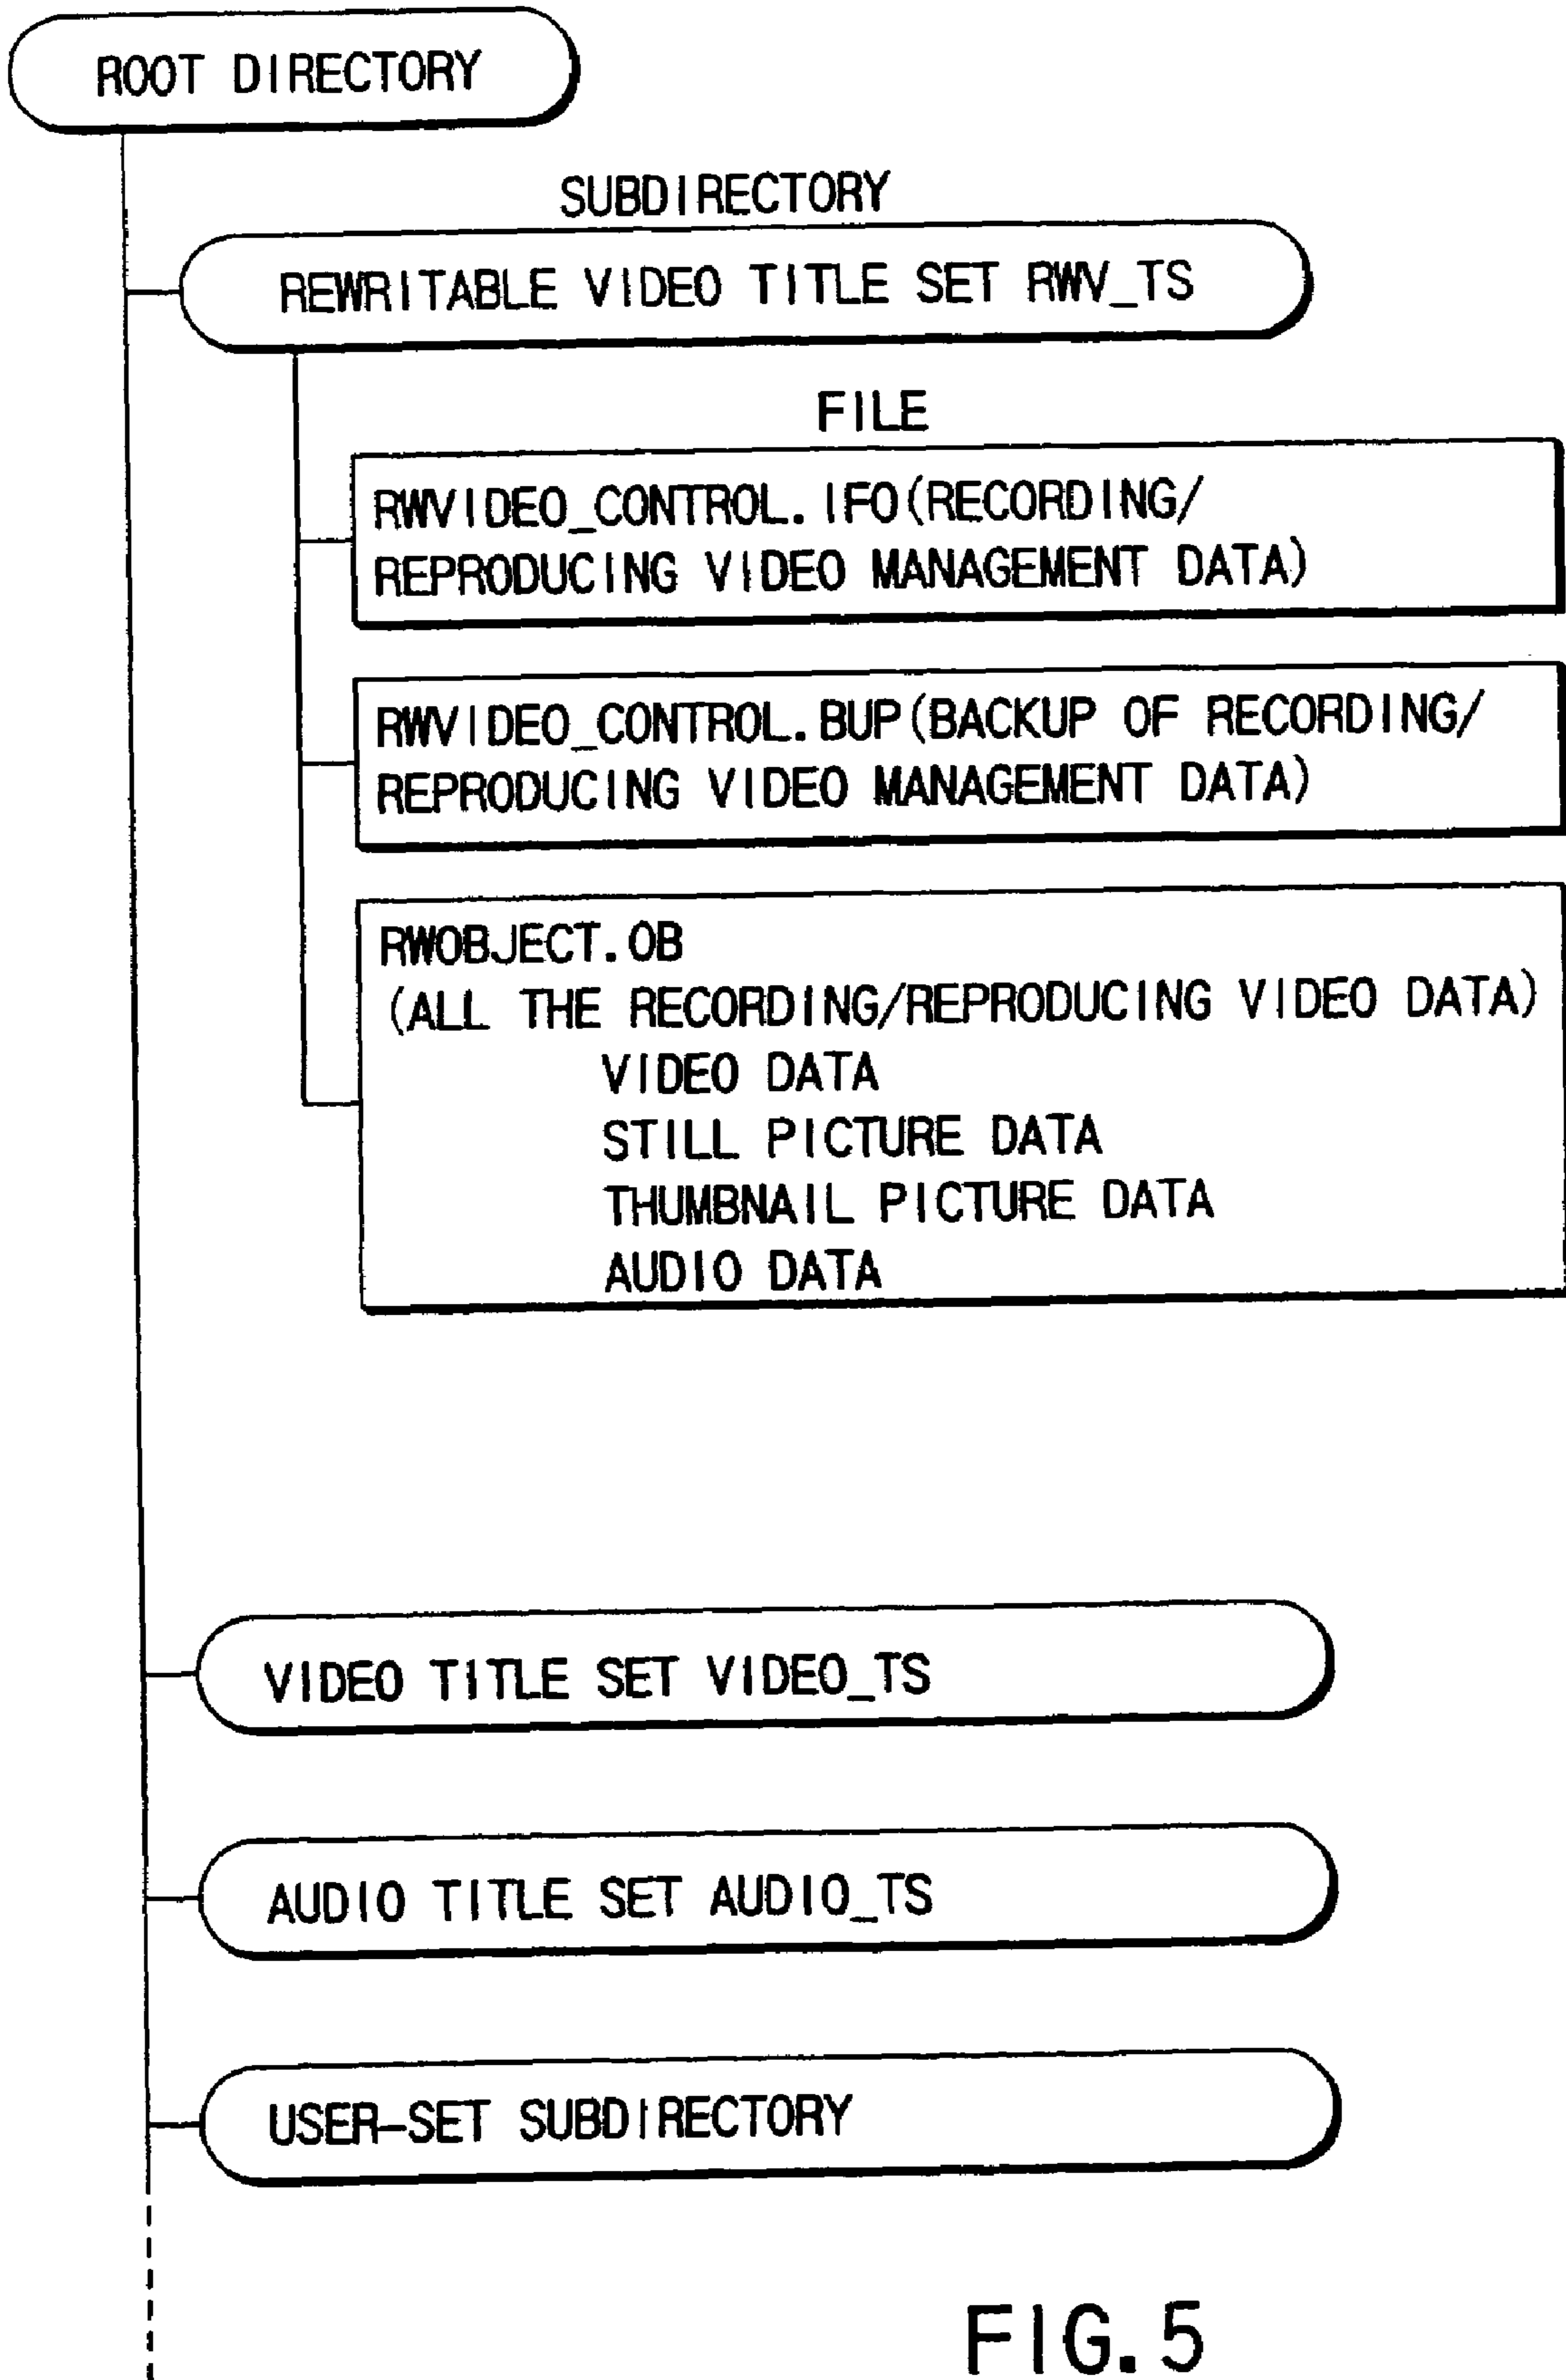 ROOT DIRECTORY
SUBDIRECTORY
REWRITABLE VIDEO TITLE SET RWV_TS
FILE
RWVIDEO_CONTROL.IFO(RECORDING/
REPRODUCING VIDEO MANAGEMENT DATA)
RWVIDEO_CONTROL.BUP(BACKUP OF RECORDING/
REPRODUCING VIDEO MANAGEMENT DATA)
RWOBJECT.OB
(ALL THE RECORDING/REPRODUCING VIDEO DATA)
VIDEO DATA
STILL PICTURE DATA
THUMBNAIL PICTURE DATA
AUDIO DATA
VIDEO TITLE SET VIDEO_TS
AUDIO TITLE SET AUDIO_TS
USER-SET SUBDIRECTORY
FIG. 5